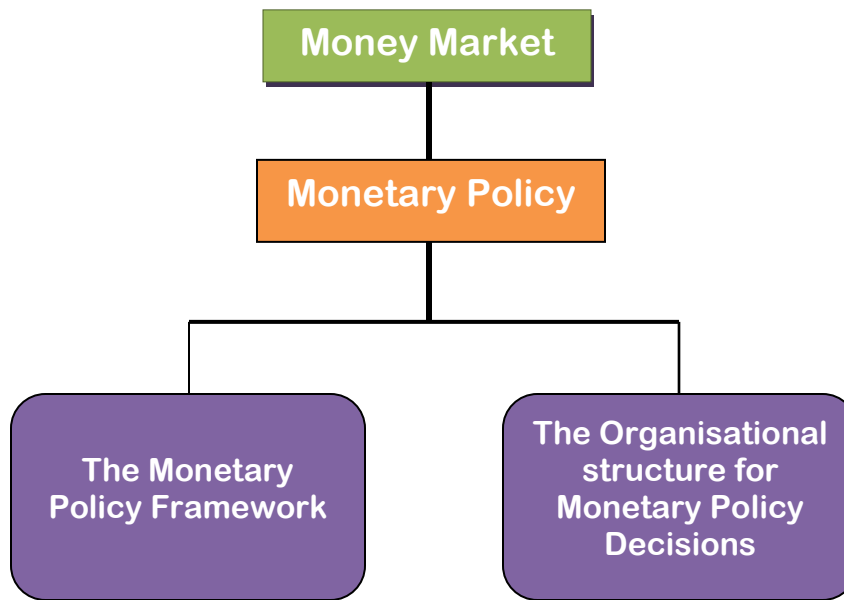 Money Market
Monetary Policy
The Monetary
Policy Framework
The Organisational
structure for
Monetary Policy
Decisions